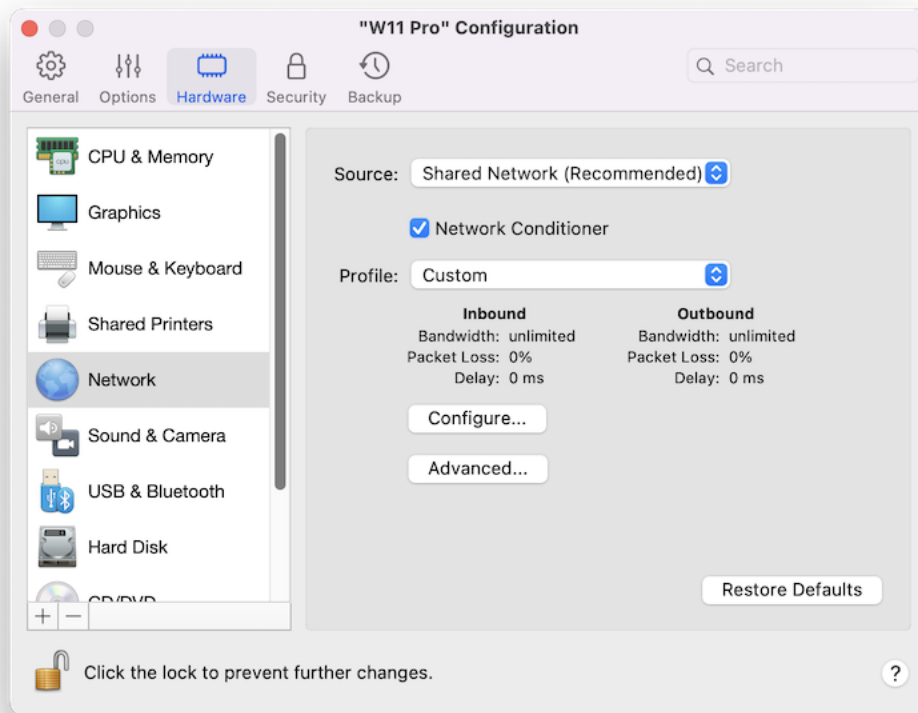 "W11 Pro" Configuration
General Options Hardware Security Backup
Search
CPU & Memory
Graphics
Mouse & Keyboard
Shared Printers
Network
Sound & Camera
USB & Bluetooth
Hard Disk
CD/DVD
+ −
Source: Shared Network (Recommended)
Network Conditioner
Profile: Custom
Inbound Outbound
Bandwidth: unlimited Bandwidth: unlimited
Packet Loss: 0% Packet Loss: 0%
Delay: 0 ms Delay: 0 ms
Configure...
Advanced...
Restore Defaults
Click the lock to prevent further changes.
?